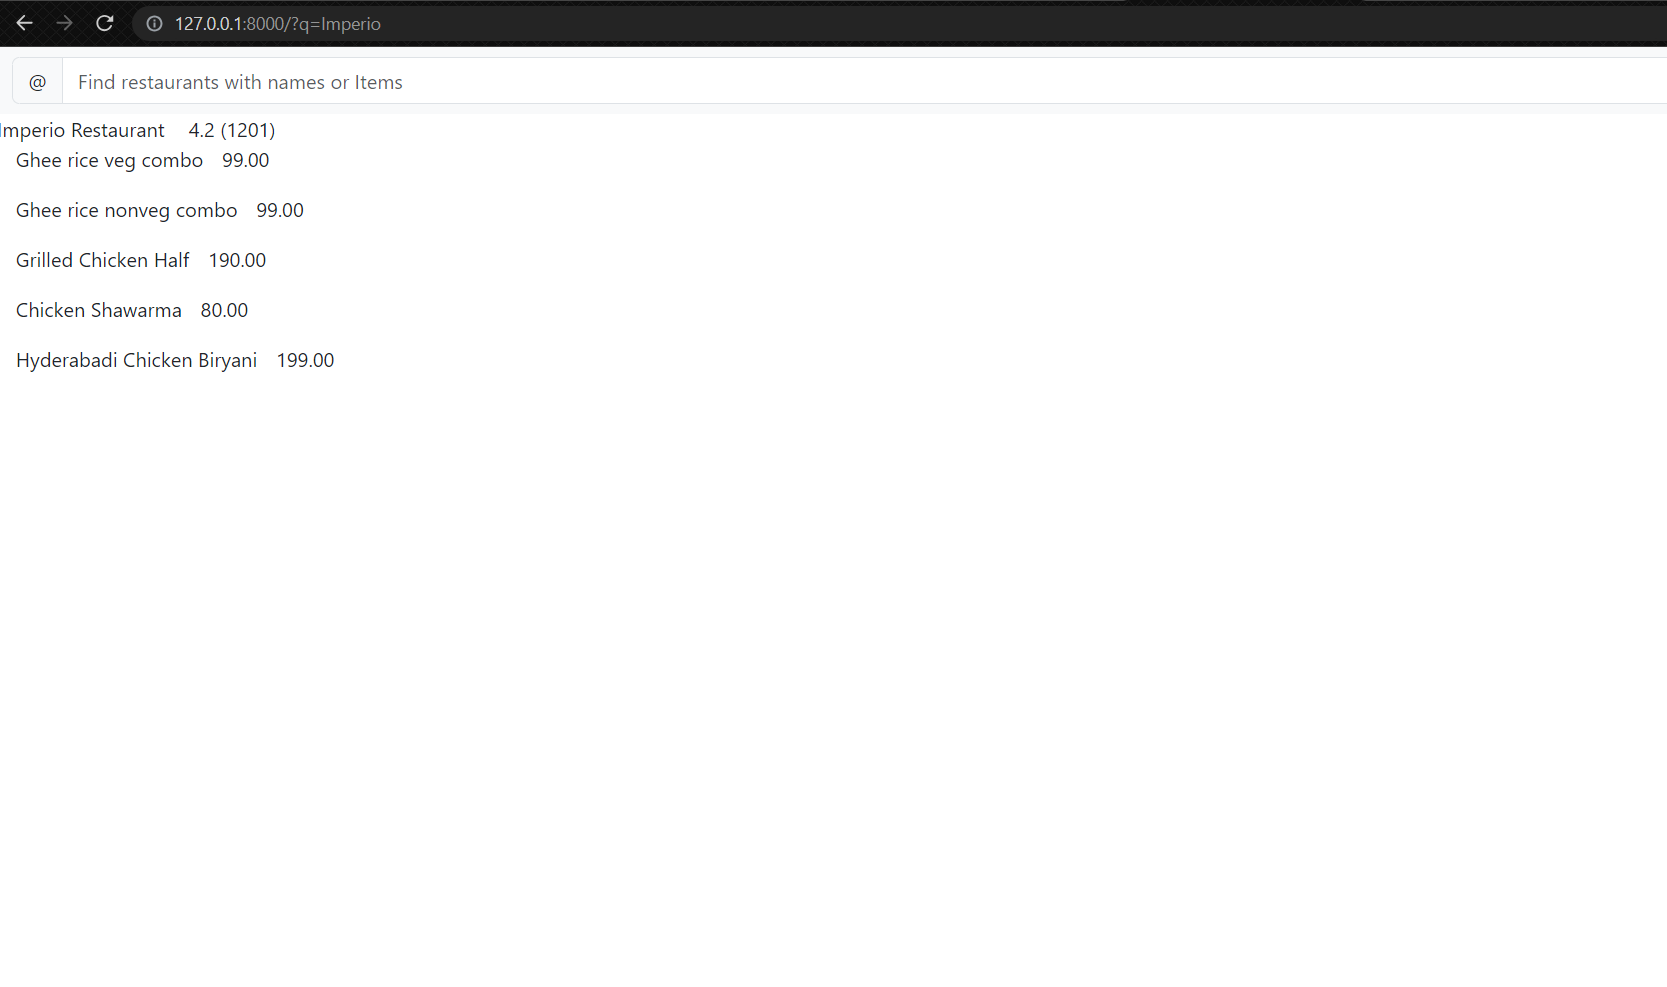 127.0.0.1:8000/?q=Imperio
@ Find restaurants with names or Items
Imperio Restaurant 4.2 (1201)
Ghee rice veg combo 99.00
Ghee rice nonveg combo 99.00
Grilled Chicken Half 190.00
Chicken Shawarma 80.00
Hyderabadi Chicken Biryani 199.00